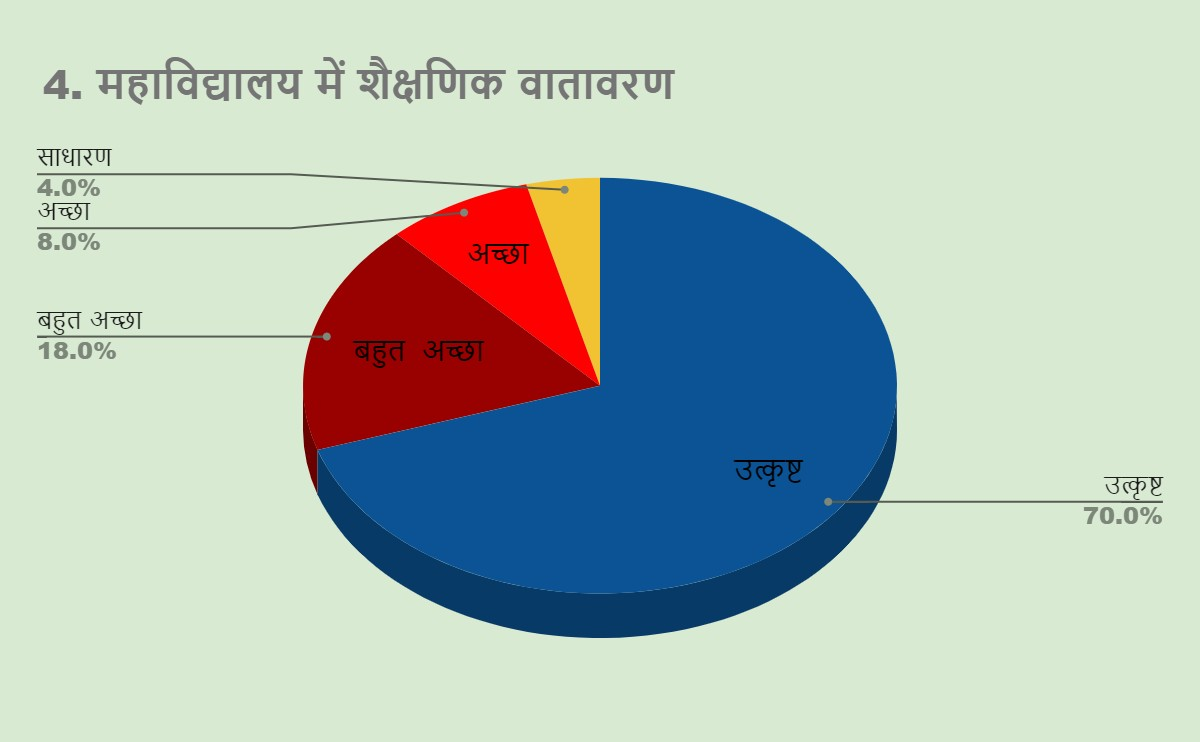 4. महाविद्यालय में शैक्षणिक वातावरण
साधारण
4.0%
अच्छा
8.0%
बहुत अच्छा
18.0%
अच्छा
बहुत अच्छा
उत्कृष्ट
उत्कृष्ट
70.0%